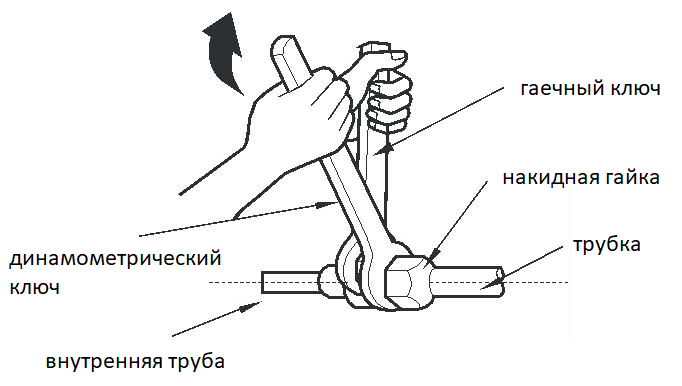 гаечный ключ
накидная гайка
трубка
динамометрический
ключ
внутренняя труба